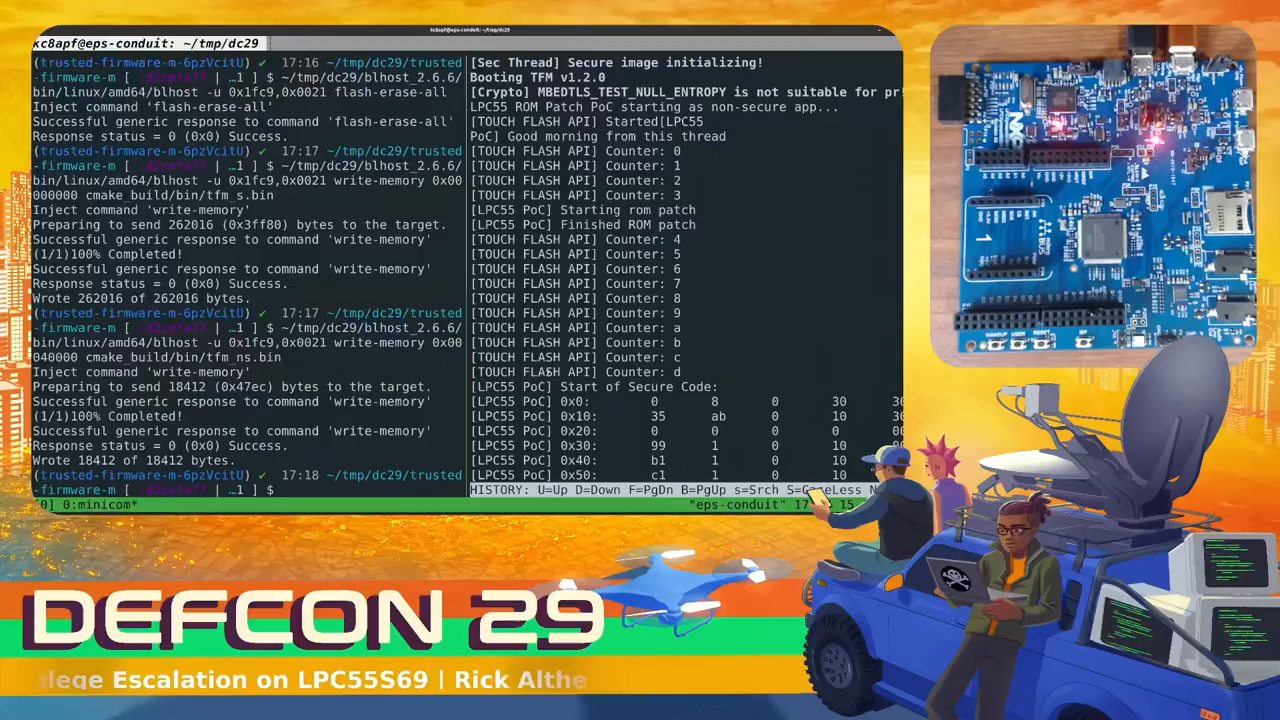 kc8apf@eps-conduit: ~/tmp/dc29
kc8apf@eps-conduit: ~/tmp/dc29
(trusted-firmware-m-6pzVcitU) ✔  17:16 ~/tmp/dc29/trusted
-firmware-m [ :d2cefa77 | …1 ] $ ~/tmp/dc29/blhost_2.6.6/
bin/linux/amd64/blhost -u 0x1fc9,0x0021 flash-erase-all
Inject command 'flash-erase-all'
Successful generic response to command 'flash-erase-all'
Response status = 0 (0x0) Success.
(trusted-firmware-m-6pzVcitU) ✔  17:17 ~/tmp/dc29/trusted
-firmware-m [ :d2cefa77 | …1 ] $ ~/tmp/dc29/blhost_2.6.6/
bin/linux/amd64/blhost -u 0x1fc9,0x0021 write-memory 0x00
000000 cmake_build/bin/tfm_s.bin
Inject command 'write-memory'
Preparing to send 262016 (0x3ff80) bytes to the target.
Successful generic response to command 'write-memory'
(1/1)100% Completed!
Successful generic response to command 'write-memory'
Response status = 0 (0x0) Success.
Wrote 262016 of 262016 bytes.
(trusted-firmware-m-6pzVcitU) ✔  17:17 ~/tmp/dc29/trusted
-firmware-m [ :d2cefa77 | …1 ] $ ~/tmp/dc29/blhost_2.6.6/
bin/linux/amd64/blhost -u 0x1fc9,0x0021 write-memory 0x00
040000 cmake_build/bin/tfm_ns.bin
Inject command 'write-memory'
Preparing to send 18412 (0x47ec) bytes to the target.
Successful generic response to command 'write-memory'
(1/1)100% Completed!
Successful generic response to command 'write-memory'
Response status = 0 (0x0) Success.
Wrote 18412 of 18412 bytes.
(trusted-firmware-m-6pzVcitU) ✔  17:18 ~/tmp/dc29/trusted
-firmware-m [ :d2cefa77 | …1 ] $
[Sec Thread] Secure image initializing!
Booting TFM v1.2.0
[Crypto] MBEDTLS_TEST_NULL_ENTROPY is not suitable for pr
LPC55 ROM Patch PoC starting as non-secure app...
[TOUCH FLASH API] Started[LPC55
PoC] Good morning from this thread
[TOUCH FLASH API] Counter: 0
[TOUCH FLASH API] Counter: 1
[TOUCH FLASH API] Counter: 2
[TOUCH FLASH API] Counter: 3
[LPC55 PoC] Starting rom patch
[LPC55 PoC] Finished ROM patch
[TOUCH FLASH API] Counter: 4
[TOUCH FLASH API] Counter: 5
[TOUCH FLASH API] Counter: 6
[TOUCH FLASH API] Counter: 7
[TOUCH FLASH API] Counter: 8
[TOUCH FLASH API] Counter: 9
[TOUCH FLASH API] Counter: a
[TOUCH FLASH API] Counter: b
[TOUCH FLASH API] Counter: c
[TOUCH FLASH API] Counter: d
[LPC55 PoC] Start of Secure Code:
[LPC55 PoC] 0x0: 0 8 0 30 30
[LPC55 PoC] 0x10: 35 ab 0 10 30
[LPC55 PoC] 0x20: 0 0 0 0 0
[LPC55 PoC] 0x30: 99 1 0 10 00
[LPC55 PoC] 0x40: b1 1 0 10
[LPC55 PoC] 0x50: c1 1 0 10
HISTORY: U=Up D=Down F=PgDn B=PgUp s=Srch S=CaseLess N
0] 0:minicom*
"eps-conduit" 17 15
NXP
DEFCON 29
lege Escalation on LPC55S69 | Rick Althe